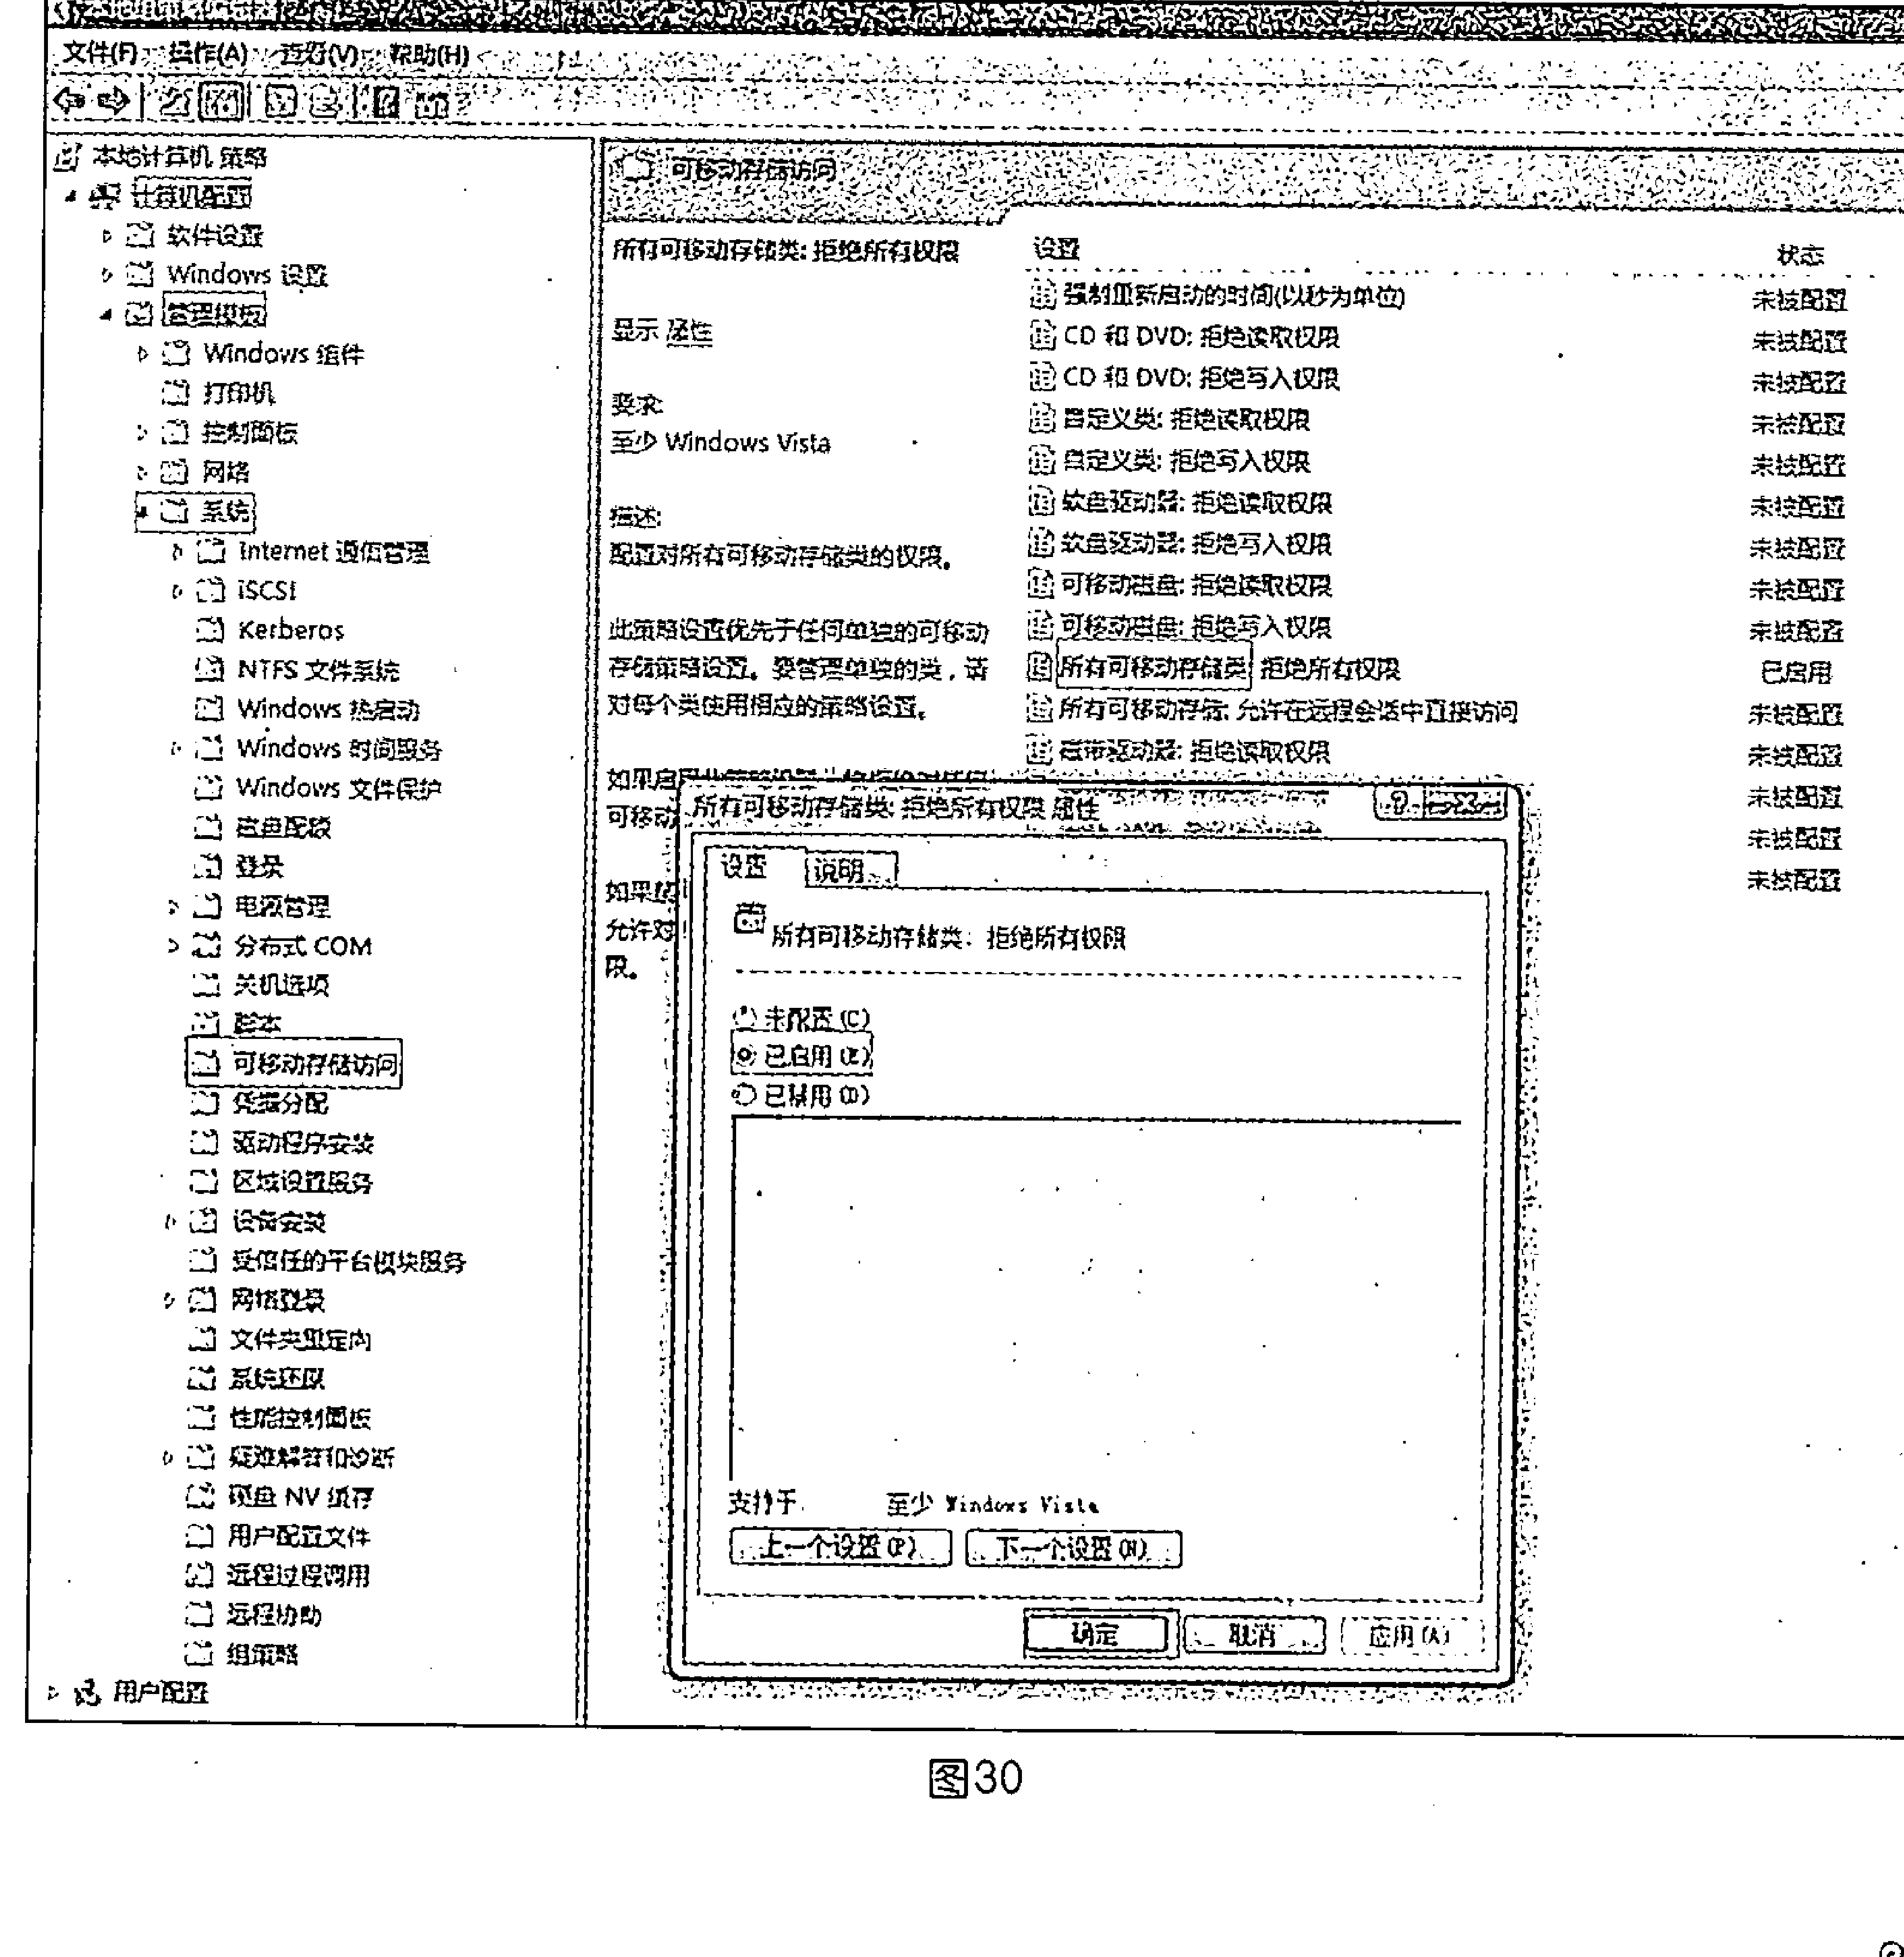 文件(F) 操作(A) 查看(V) 帮助(H)
本地计算机 策略
计算机配置
软件设置
Windows 设置
管理模板
Windows 组件
打印机
控制面板
网络
系统
Internet 通信管理
iSCSI
Kerberos
NTFS 文件系统
Windows 热启动
Windows 时间服务
Windows 文件保护
磁盘配额
登录
电源管理
分布式 COM
关机选项
脚本
可移动存储访问
凭据分配
驱动程序安装
区域设置服务
设备安装
受信任的平台模块服务
网络登录
文件夹重定向
系统还原
性能控制面板
疑难解答和诊断
硬盘 NV 缓存
用户配置文件
远程过程调用
远程协助
组策略
用户配置
可移动存储访问
所有可移动存储类: 拒绝所有权限
显示 属性
要求:
至少 Windows Vista
描述:
配置对所有可移动存储类的权限。
此策略设置优先于任何单独的可移动
存储策略设置。要管理单独的类，请
对每个类使用相应的策略设置。
如果启用此策略设置
可移动
如果禁
允许对
限。
设置 状态
强制重新启动的时间(以秒为单位) 未被配置
CD 和 DVD: 拒绝读取权限 未被配置
CD 和 DVD: 拒绝写入权限 未被配置
自定义类: 拒绝读取权限 未被配置
自定义类: 拒绝写入权限 未被配置
软盘驱动器: 拒绝读取权限 未被配置
软盘驱动器: 拒绝写入权限 未被配置
可移动磁盘: 拒绝读取权限 未被配置
可移动磁盘: 拒绝写入权限 未被配置
所有可移动存储类: 拒绝所有权限 已启用
所有可移动存储: 允许在远程会话中直接访问 未被配置
磁带驱动器: 拒绝读取权限 未被配置
未被配置
未被配置
未被配置
所有可移动存储类: 拒绝所有权限 属性
设置 说明
所有可移动存储类: 拒绝所有权限
未配置(C)
已启用(E)
已禁用(D)
支持于: 至少 Windows Vista
上一个设置(P) 下一个设置(N)
确定 取消 应用(A)
图30